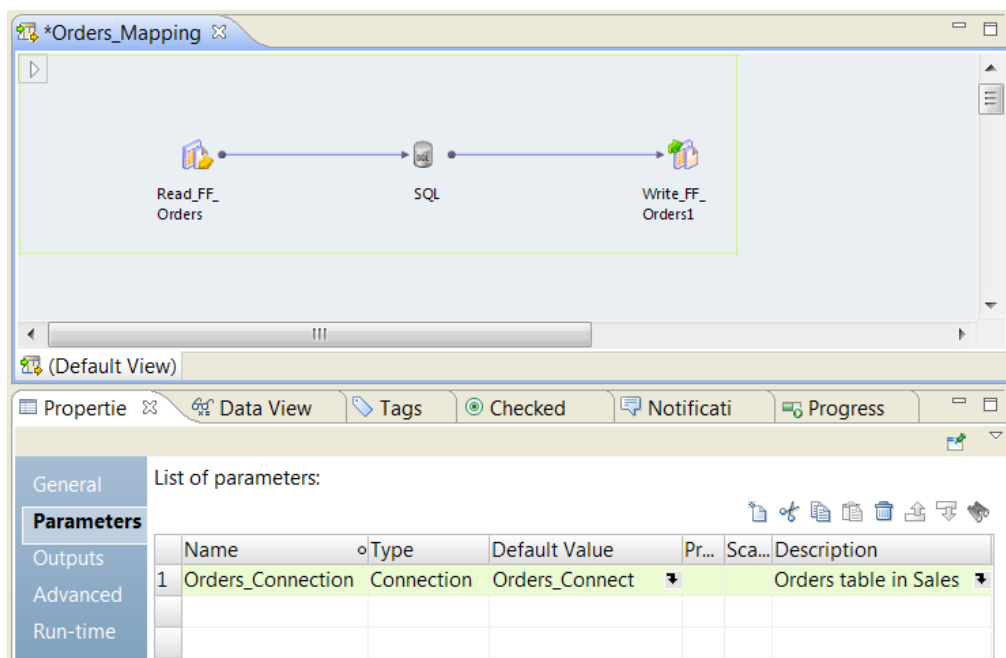 *Orders_Mapping
Read_FF_
Orders
SQL
SQL
Write_FF_
Orders1
(Default View)
Propertie
Data View
Tags
Checked
Notificati
Progress
General
List of parameters:
Parameters
Outputs
Advanced
Run-time
Name Type Default Value Pr... Sca... Description
1 Orders_Connection Connection Orders_Connect Orders table in Sales